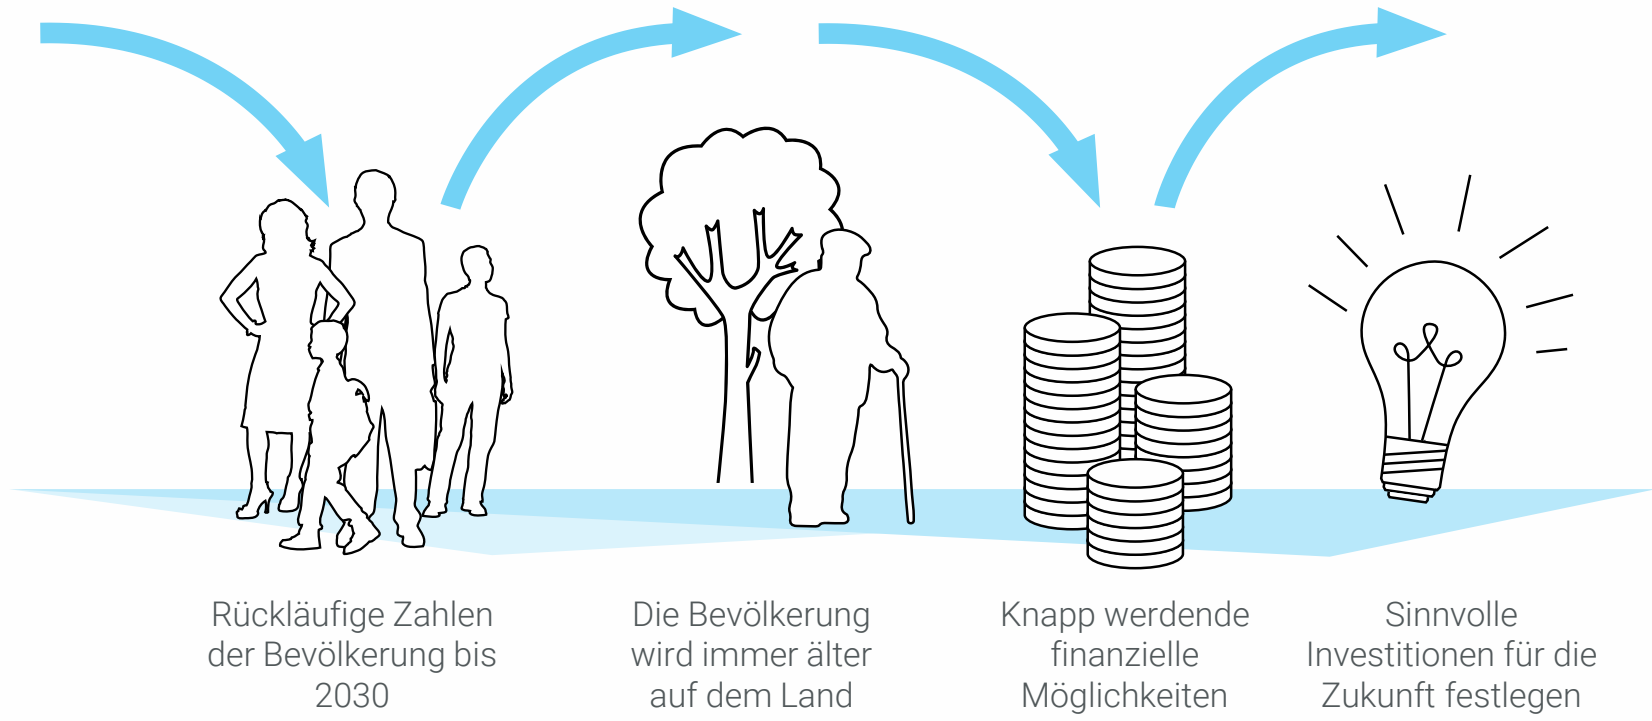 Rückläufige Zahlen
der Bevölkerung bis
2030
Die Bevölkerung
wird immer älter
auf dem Land
Knapp werdende
finanzielle
Möglichkeiten
Sinnvolle
Investitionen für die
Zukunft festlegen